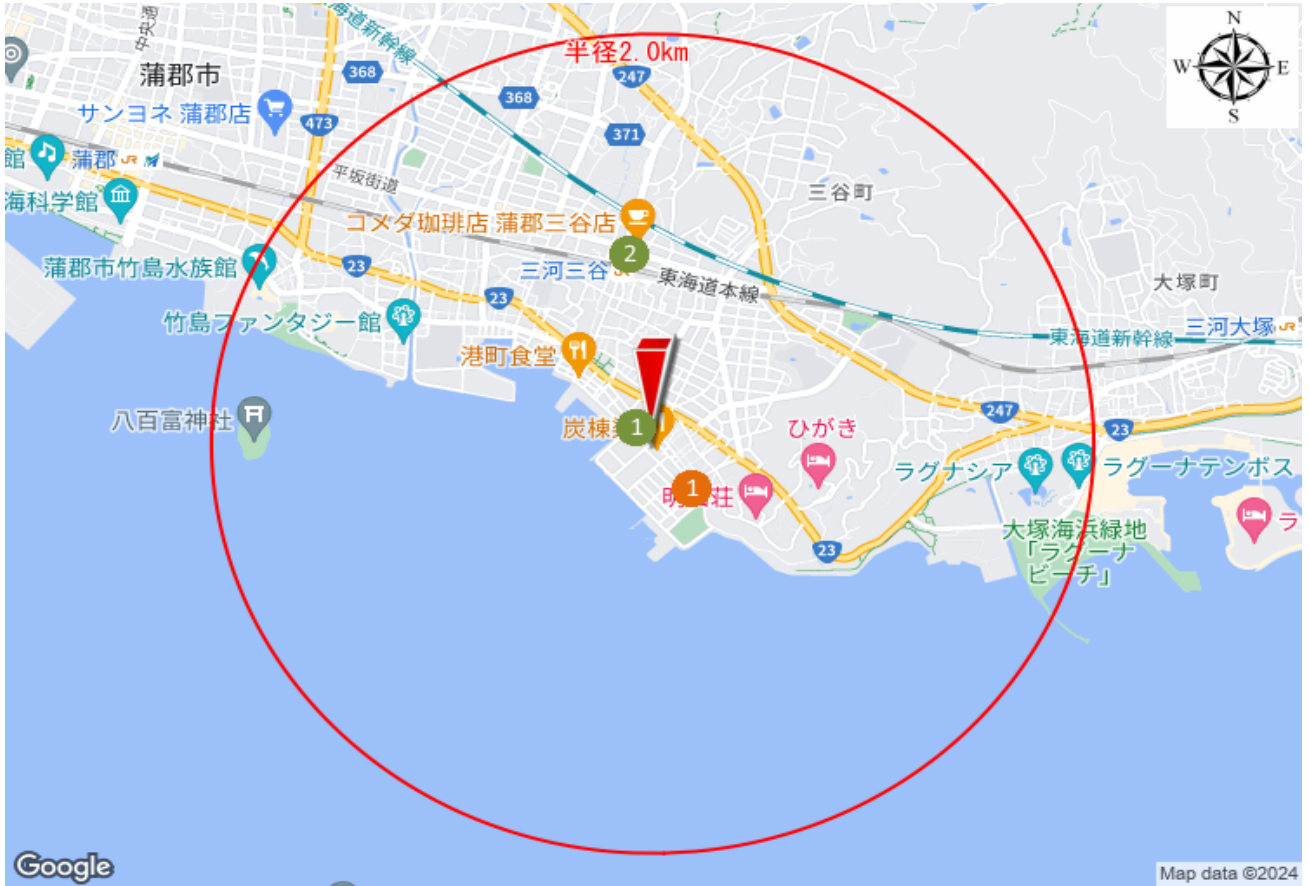 東海道新幹線
半径2.0km
N
W
E
S
中央通
蒲郡市
368
247
サンヨネ 蒲郡店
473
368
371
館
蒲郡
JR
平坂街道
三谷町
海科学館
コメダ珈琲店 蒲郡三谷店
2
蒲郡市竹島水族館
23
三河三谷
東海道本線
大塚町
23
竹島ファンタジー館
三河大塚
JR
東海道新幹線
港町食堂
八百富神社
炭棟
1
ひがき
247
23
ラグナシア
ラグーナテンボス
1
荘
ラ
23
大塚海浜緑地
「ラグーナ
ビーチ」
Google
Map data ©2024